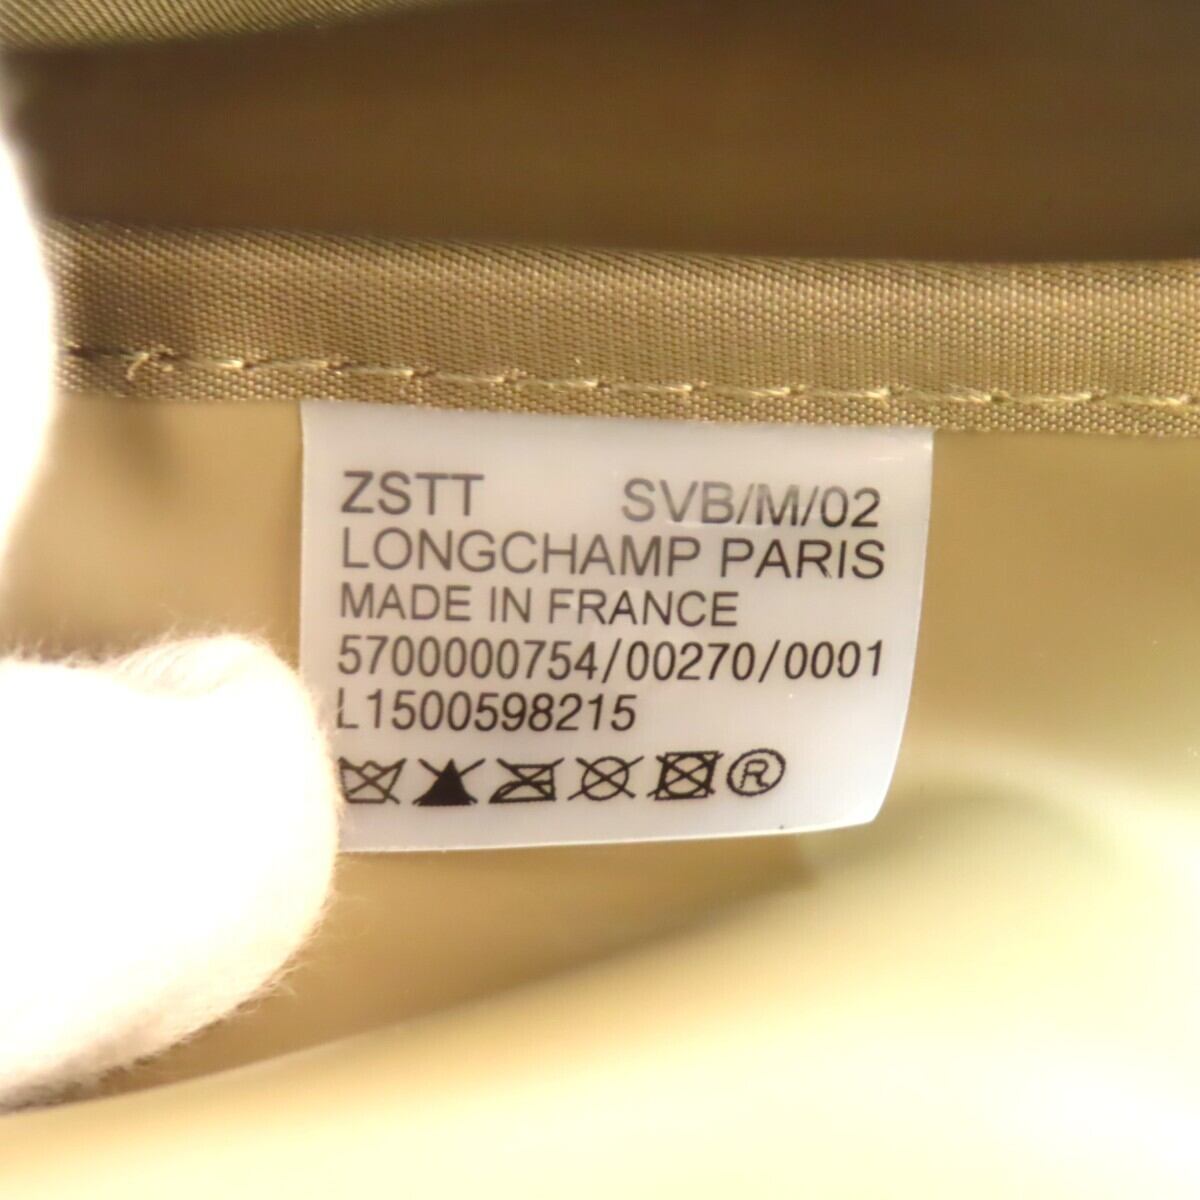 ZSTT SVB/M/02
LONGCHAMP PARIS
MADE IN FRANCE
5700000754/00270/0001
L1500598215
®